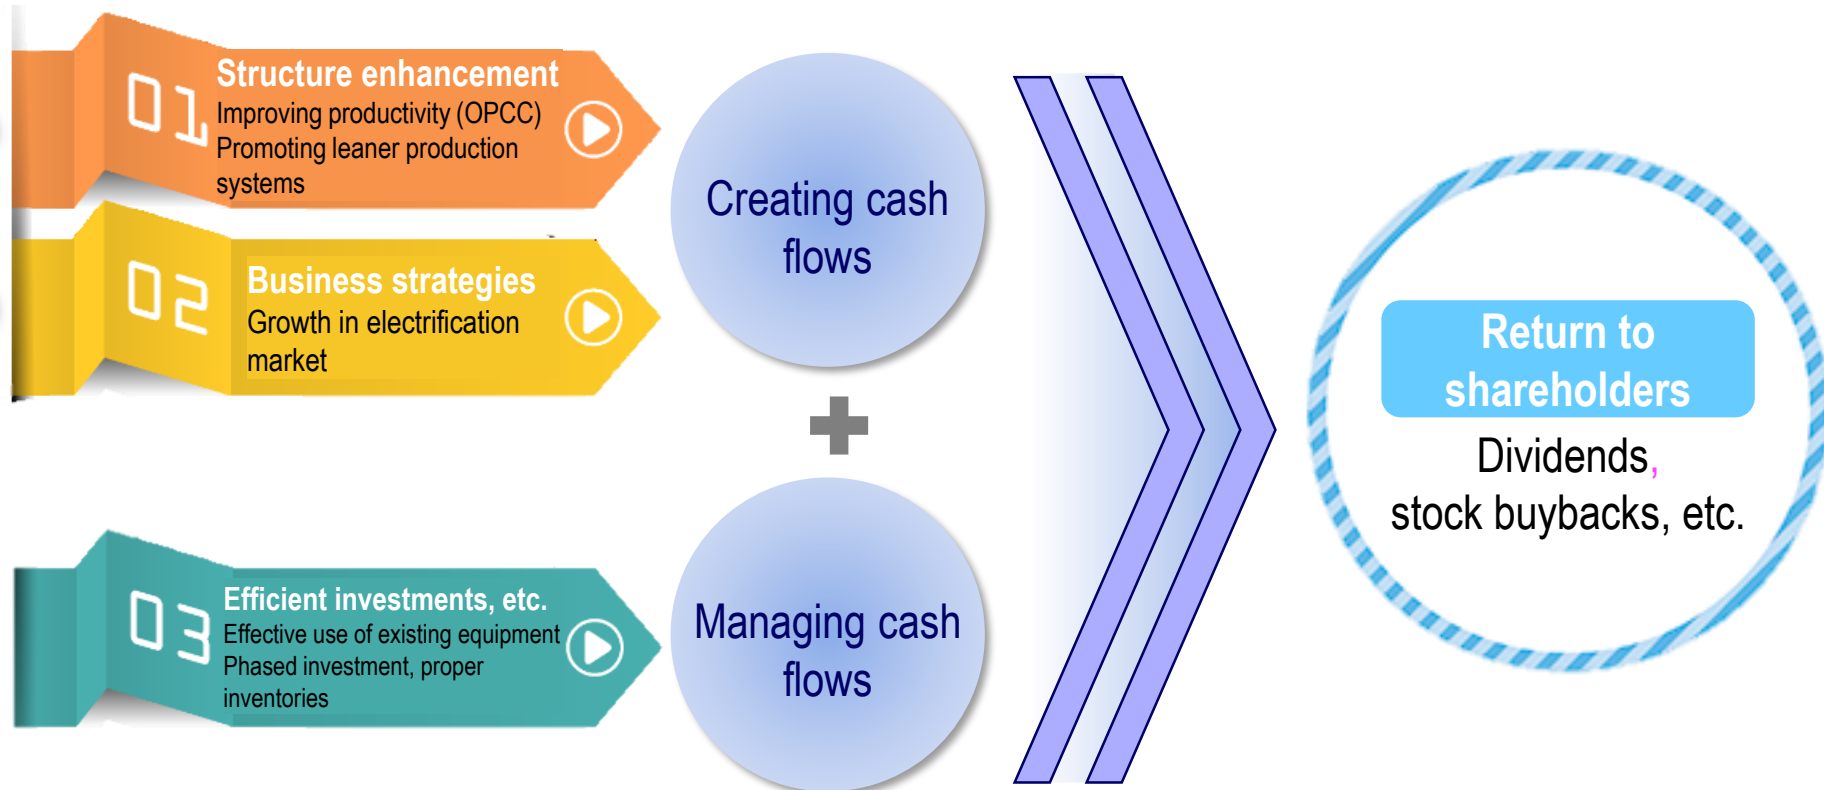 01
Structure enhancement
Improving productivity (OPCC)
Promoting leaner production
systems
02
Business strategies
Growth in electrification
market
03
Efficient investments, etc.
Effective use of existing equipment
Phased investment, proper
inventories
Creating cash
flows
Managing cash
flows
Return to
shareholders
Dividends,
stock buybacks, etc.